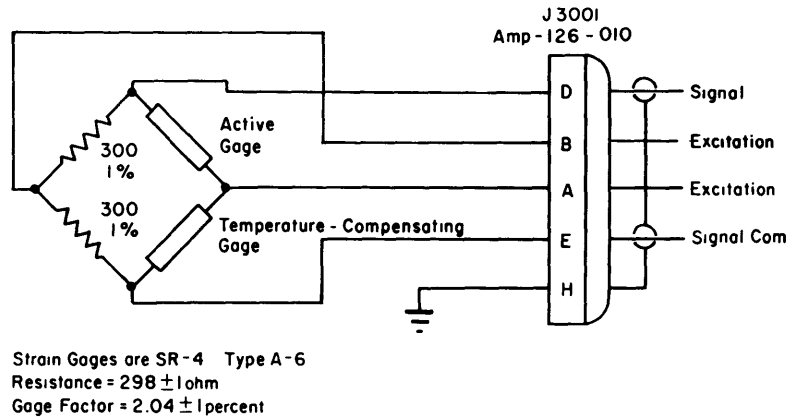 J3001
Amp-126-010
D
Signal
Active
Gage
B
Excitation
300
1%
A
Excitation
300
1%
Temperature-Compensating
Gage
E
Signal Com
H
Strain Gages are SR-4 Type A-6
Resistance = 298 ± 1 ohm
Gage Factor = 2.04 ± 1 percent